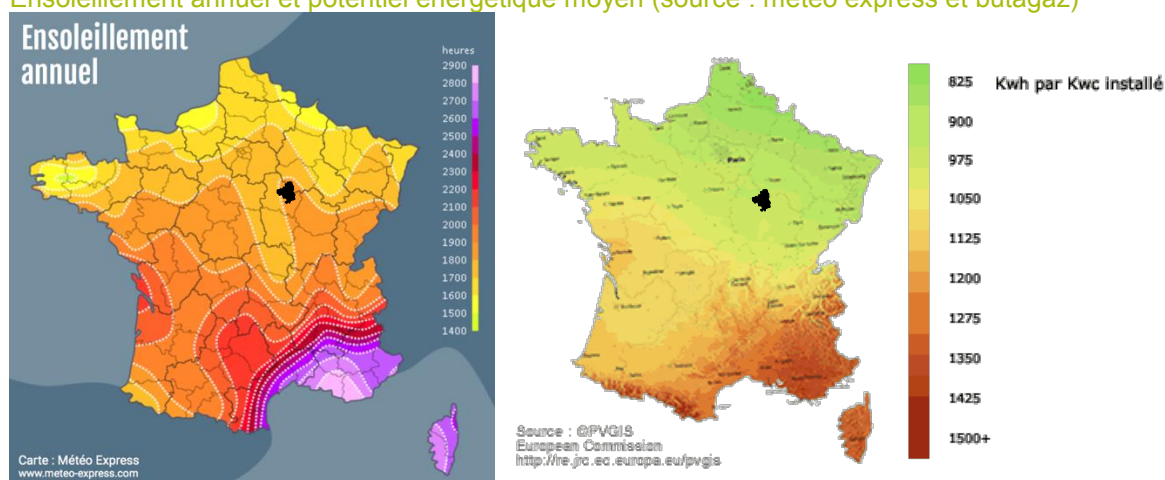 Ensoleillement annuel et potentiel énergétique moyen (source : météo express et butagaz)
Ensoleillement
annuel
heures
2900
2800
2700
2600
2500
2400
2300
2200
2100
2000
1900
1800
1700
1600
1500
1400
Carte : Météo Express
www.meteo-express.com
825 Kwh par Kwc installé
900
975
1050
1125
1200
1275
1350
1425
1500+
Paris
Source : @PVGIS
European Commission
http://re.jrc.ec.europa.eu/pvgis